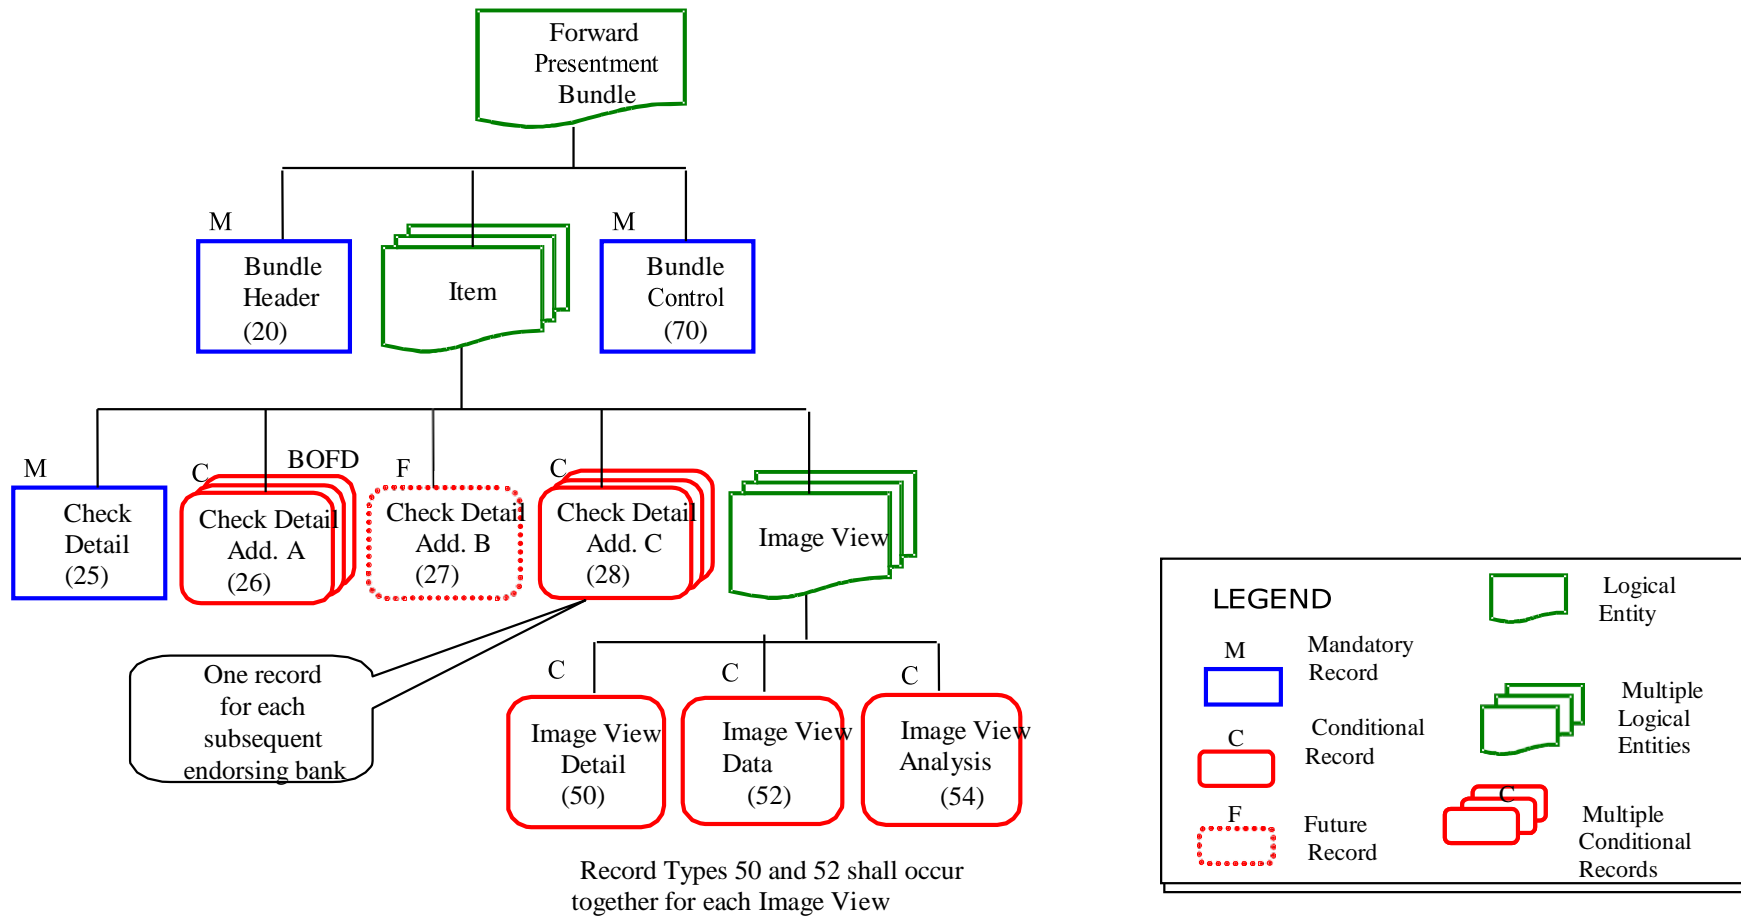 Forward
Presentment
Bundle
M
Bundle
Header
(20)
Item
M
Bundle
Control
(70)
M
Check
Detail
(25)
C
BOFD
Check Detail
Add. A
(26)
F
Check Detail
Add. B
(27)
C
Check Detail
Add. C
(28)
Image View
One record
for each
subsequent
endorsing bank
C
Image View
Detail
(50)
C
Image View
Data
(52)
C
Image View
Analysis
(54)
Record Types 50 and 52 shall occur
together for each Image View
LEGEND
M
Mandatory
Record
C
Conditional
Record
F
Future
Record
Logical
Entity
Multiple
Logical
Entities
C
Multiple
Conditional
Records